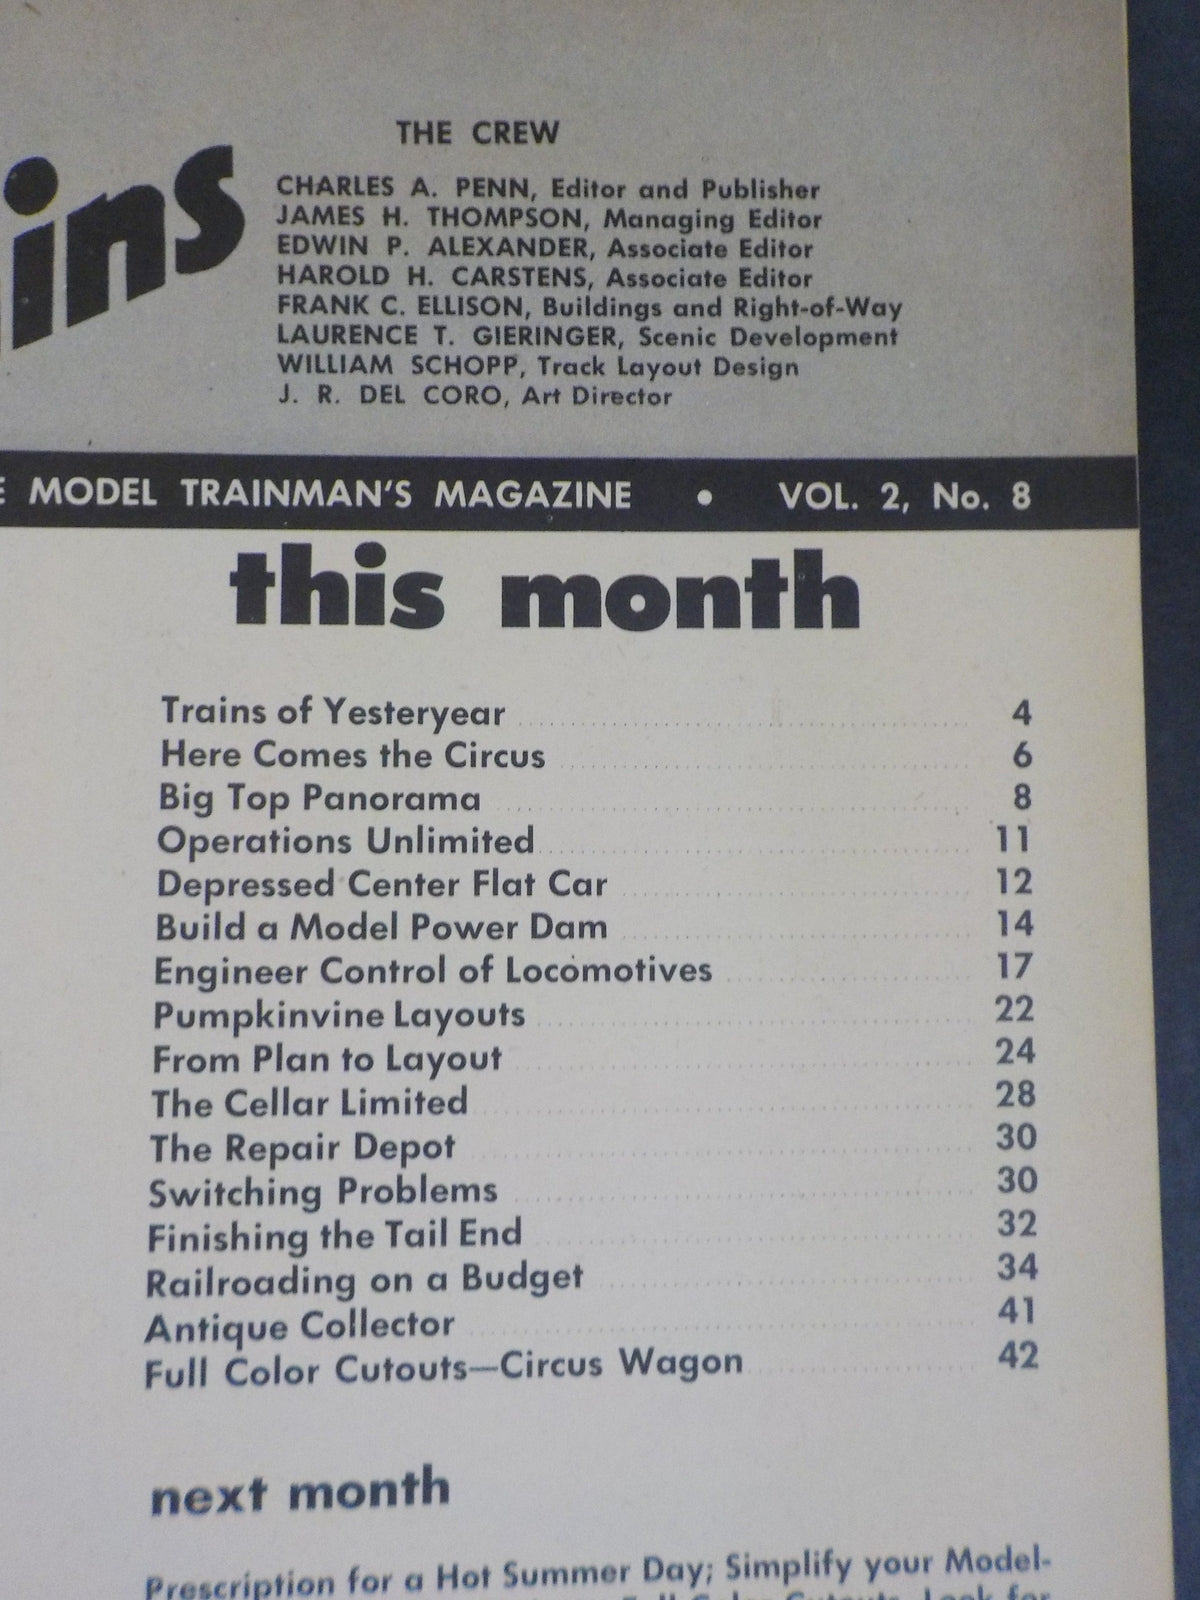 THE CREW
CHARLES A. PENN, Editor and Publisher
JAMES H. THOMPSON, Managing Editor
EDWIN P. ALEXANDER, Associate Editor
HAROLD H. CARSTENS, Associate Editor
FRANK C. ELLISON, Buildings and Right-of-Way
LAURENCE T. GIERINGER, Scenic Development
WILLIAM SCHOPP, Track Layout Design
J. R. DEL CORO, Art Director
ins
E MODEL TRAINMAN'S MAGAZINE • VOL. 2, No. 8
this month
Trains of Yesteryear 4
Here Comes the Circus 6
Big Top Panorama 8
Operations Unlimited 11
Depressed Center Flat Car 12
Build a Model Power Dam 14
Engineer Control of Locomotives 17
Pumpkinvine Layouts 22
From Plan to Layout 24
The Cellar Limited 28
The Repair Depot 30
Switching Problems 30
Finishing the Tail End 32
Railroading on a Budget 34
Antique Collector 41
Full Color Cutouts—Circus Wagon 42
next month
Prescription for a Hot Summer Day; Simplify your Model-
Full Color Cutouts. Look for